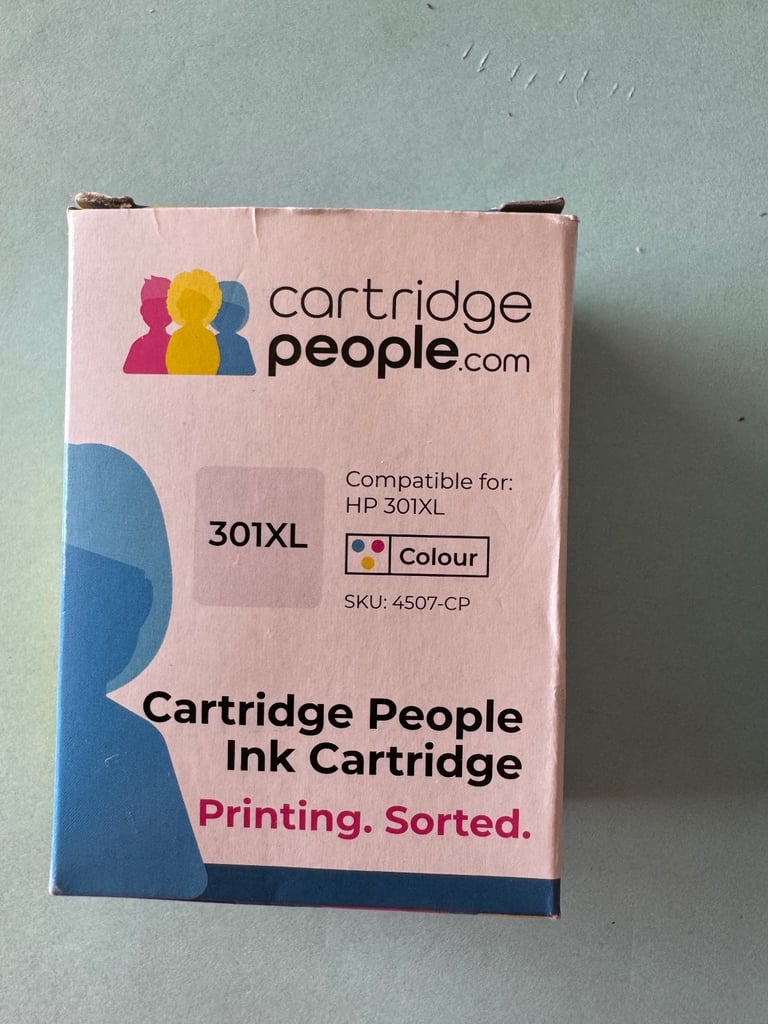 cartridge
people.com
301XL
Compatible for:
HP 301XL
Colour
SKU: 4507-CP
Cartridge People
Ink Cartridge
Printing. Sorted.